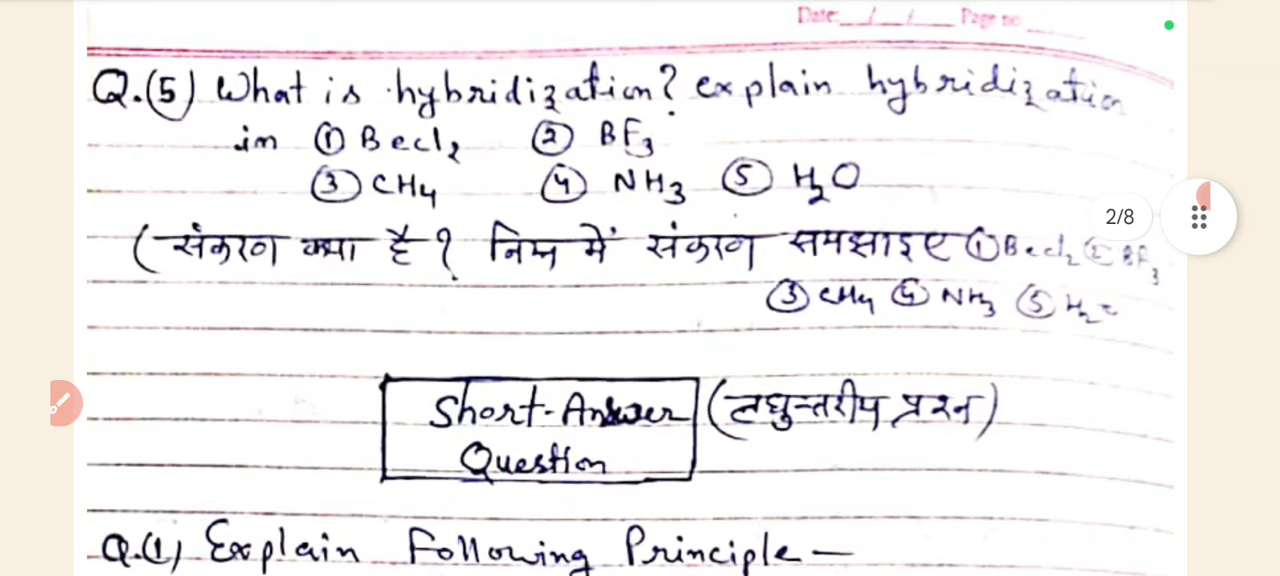 Date: / / Page no
Q.(5) What is hybridization? explain hybridization
in ① Becl2 ② BF3
③ CH4 ④ NH3 ⑤ H2O
2/8
(संकरण क्या है? निम्न में संकरण समझाइए ① Becl2 ② BF3
③ CH4 ④ NH3 ⑤ H2
Short-Answer (लघुत्तरीय प्रश्न)
Question
Q.(1) Explain Following Principle —